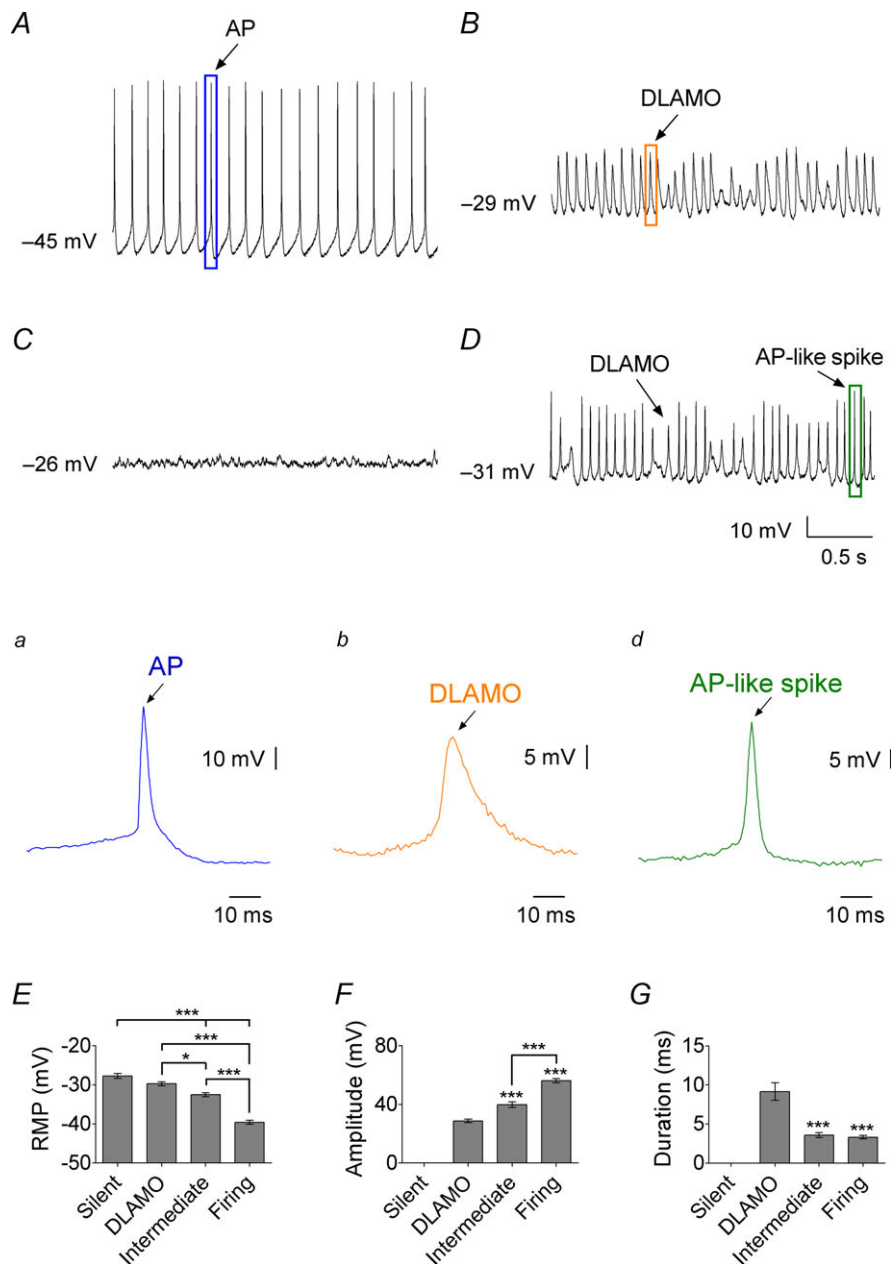 A
AP
–45 mV
B
DLAMO
–29 mV
C
–26 mV
D
DLAMO
AP-like spike
–31 mV
10 mV
0.5 s
a
AP
10 mV
10 ms
b
DLAMO
5 mV
10 ms
d
AP-like spike
5 mV
10 ms
E
RMP (mV)
-20
-30
-40
-50
***
***
*
***
Silent
DLAMO
Intermediate
Firing
F
Amplitude (mV)
80
40
0
***
***
***
Silent
DLAMO
Intermediate
Firing
G
Duration (ms)
15
10
5
0
***
***
Silent
DLAMO
Intermediate
Firing